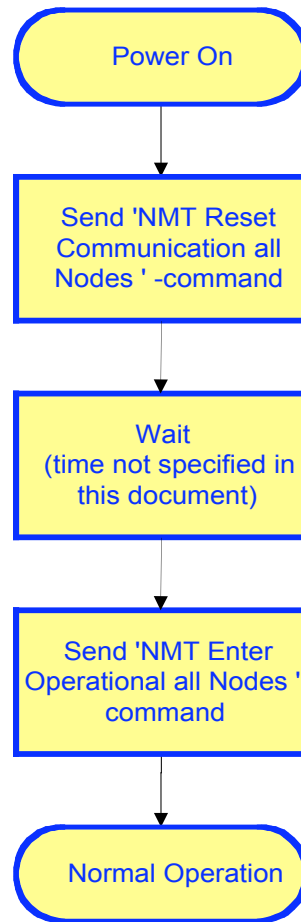 Power On
Send 'NMT Reset
Communication all
Nodes ' -command
Wait
(time not specified in
this document)
Send 'NMT Enter
Operational all Nodes '
command
Normal Operation